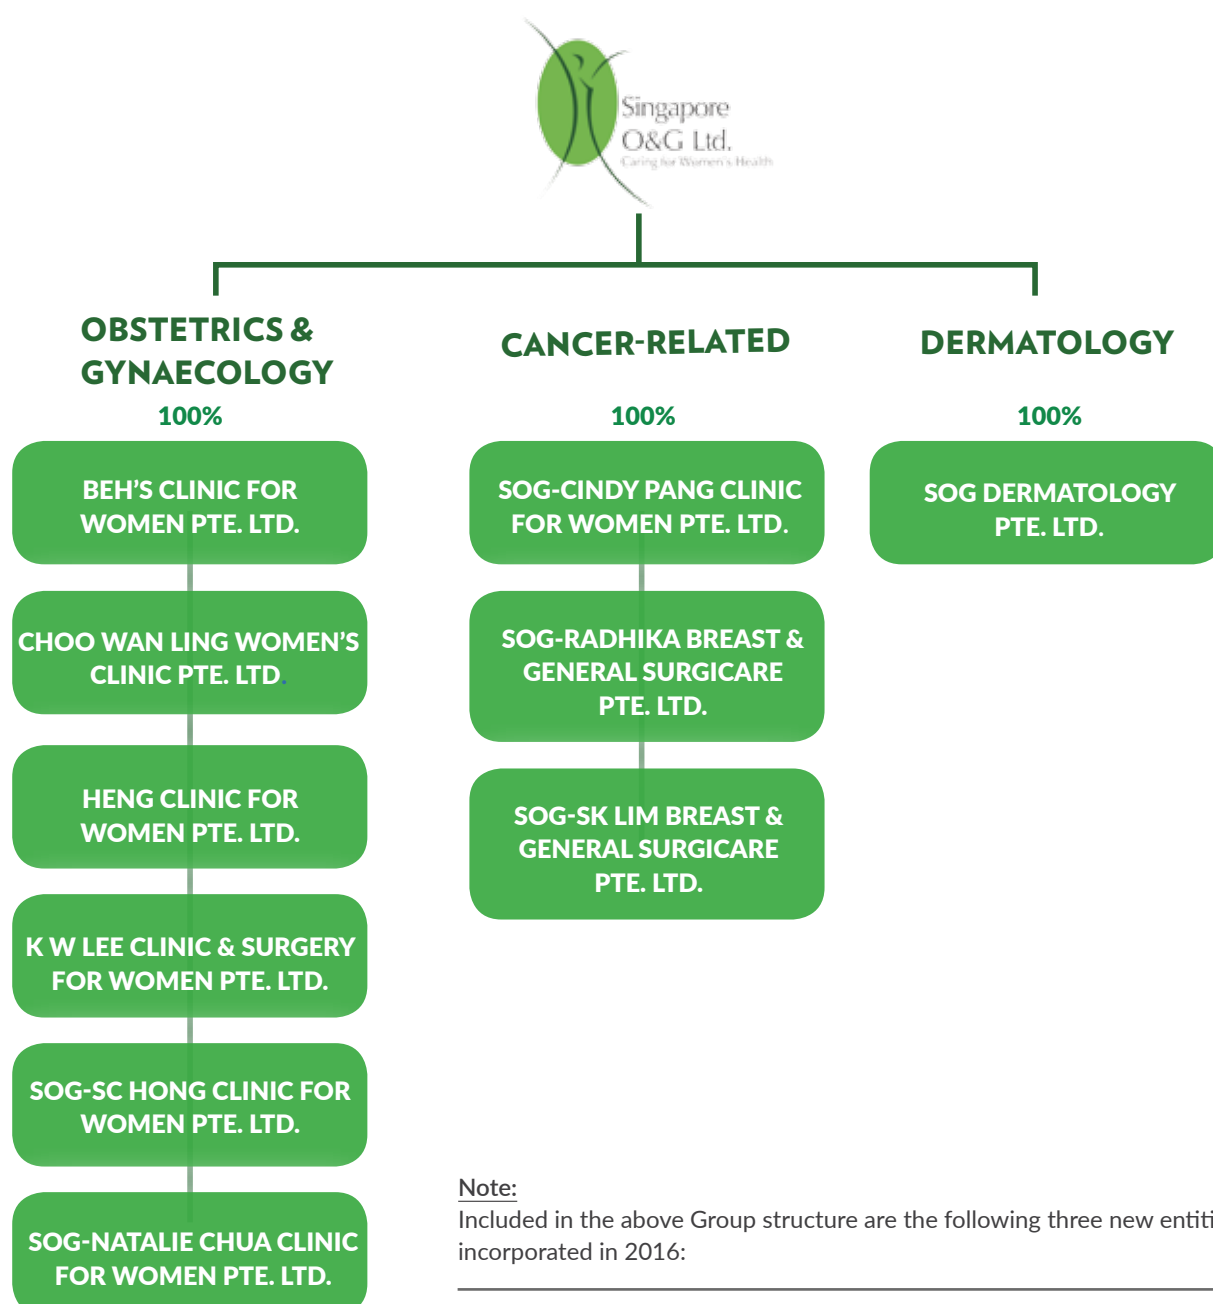 Singapore
O&G Ltd.
Caring for Women's Health
OBSTETRICS &
GYNAECOLOGY
100%
BEH'S CLINIC FOR
WOMEN PTE. LTD.
CHOO WAN LING WOMEN'S
CLINIC PTE. LTD.
HENG CLINIC FOR
WOMEN PTE. LTD.
K W LEE CLINIC & SURGERY
FOR WOMEN PTE. LTD.
SOG-SC HONG CLINIC FOR
WOMEN PTE. LTD.
SOG-NATALIE CHUA CLINIC
FOR WOMEN PTE. LTD.
CANCER-RELATED
100%
SOG-CINDY PANG CLINIC
FOR WOMEN PTE. LTD.
SOG-RADHIKA BREAST &
GENERAL SURGICARE
PTE. LTD.
SOG-SK LIM BREAST &
GENERAL SURGICARE
PTE. LTD.
DERMATOLOGY
100%
SOG DERMATOLOGY
PTE. LTD.
Note:
Included in the above Group structure are the following three new
incorporated in 2016: